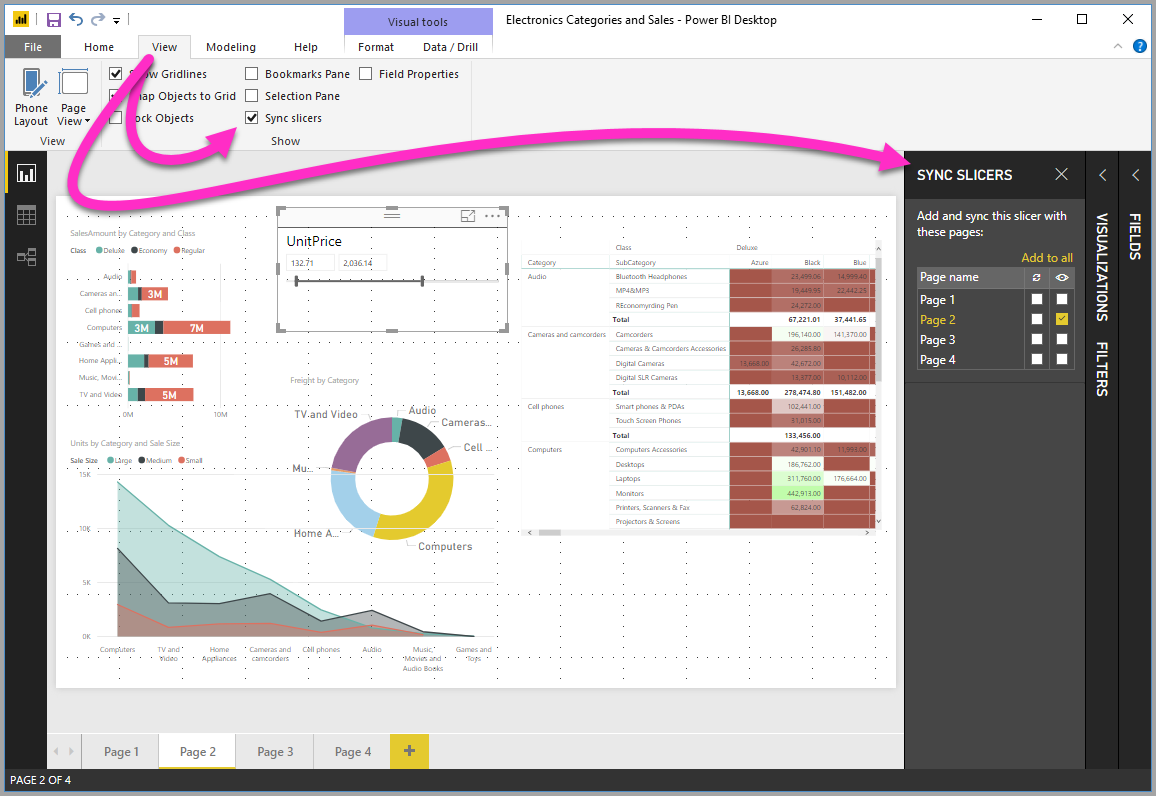 Visual tools
Electronics Categories and Sales - Power BI Desktop
File
Home
View
Modeling
Help
Format
Data / Drill
Phone Layout
Page View
View
Show Gridlines
Snap Objects to Grid
Lock Objects
Bookmarks Pane
Selection Pane
Sync slicers
Field Properties
Show
SalesAmount by Category and Class
Class Deluxe Economy Regular
Audio
Cameras an...
3M
Cell phones
Computers
3M 7M
Games and ...
Home Appli...
5M
Music, Movi...
TV and Video
5M
0M 10M
UnitPrice
132.71 2,036.14
Freight by Category
TV and Video
Audio
Cameras...
Cell ...
Mu...
Home A...
Computers
Units by Category and Sale Size
Sale Size Large Medium Small
15K
10K
5K
0K
Computers
TV and Video
Home Appliances
Cameras and camcorders
Cell phones
Audio
Music, Movies and Audio Books
Games and Toys
Class Deluxe
Category SubCategory Azure Black Blue
Audio Bluetooth Headphones 23,499.06 14,999.40
MP4&MP3 19,449.95 22,442.25
REconomyrding Pen 24,272.00
Total 67,221.01 37,441.65
Cameras and camcorders Camcorders 196,140.00 141,370.00
Cameras & Camcorders Accessories 26,285.80
Digital Cameras 13,668.00 42,672.00
Digital SLR Cameras 13,377.00 10,112.00
Total 13,668.00 278,474.80 151,482.00
Cell phones Smart phones & PDAs 102,441.00
Touch Screen Phones 31,015.00
Total 133,456.00
Computers Computers Accessories 42,901.10 11,993.00
Desktops 186,762.00
Laptops 311,760.00 176,664.00
Monitors 442,913.00
Printers, Scanners & Fax 62,824.00
Projectors & Screens
SYNC SLICERS
Add and sync this slicer with
these pages:
Add to all
Page name
Page 1
Page 2
Page 3
Page 4
VISUALIZATIONS
FILTERS
FIELDS
Page 1
Page 2
Page 3
Page 4
PAGE 2 OF 4